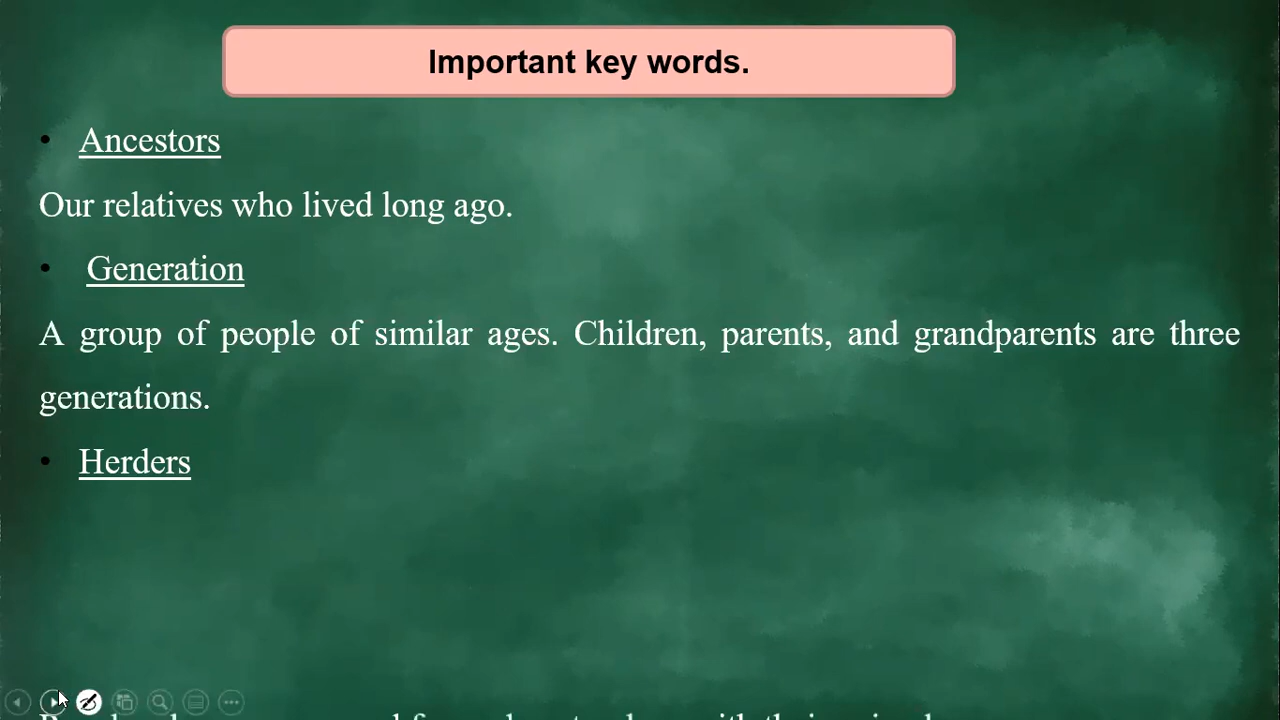 Important key words.
• Ancestors
Our relatives who lived long ago.
• Generation
A group of people of similar ages. Children, parents, and grandparents are three
generations.
• Herders